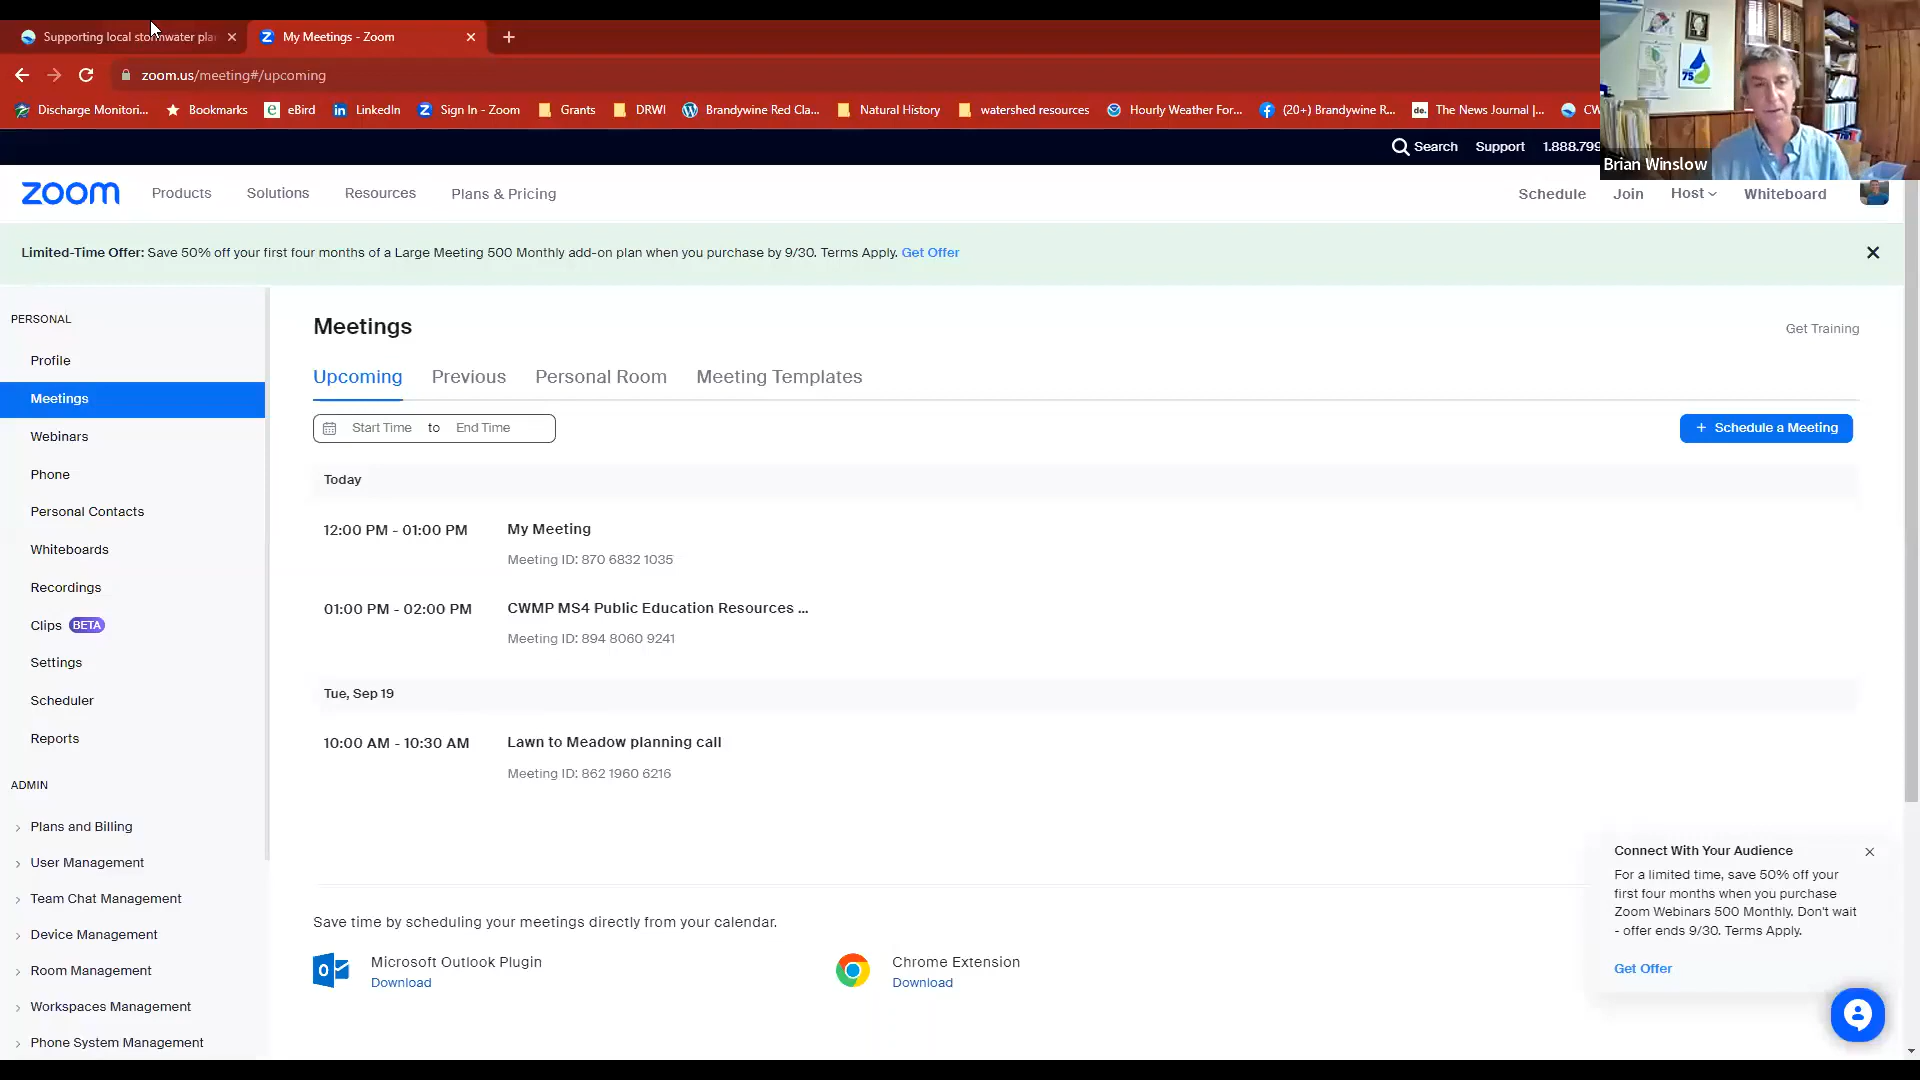 Supporting local stormwater pla
My Meetings - Zoom
zoom.us/meeting#/upcoming
Discharge Monitori... Bookmarks eBird LinkedIn Sign In - Zoom Grants DRWI Brandywine Red Cla... Natural History watershed resources Hourly Weather For... (20+) Brandywine R... The News Journal |... CW
75
Brian Winslow
Search Support 1.888.799
zoom Products Solutions Resources Plans & Pricing Schedule Join Host Whiteboard
Limited-Time Offer: Save 50% off your first four months of a Large Meeting 500 Monthly add-on plan when you purchase by 9/30. Terms Apply. Get Offer
PERSONAL
Profile
Meetings
Webinars
Phone
Personal Contacts
Whiteboards
Recordings
Clips BETA
Settings
Scheduler
Reports
ADMIN
Plans and Billing
User Management
Team Chat Management
Device Management
Room Management
Workspaces Management
Phone System Management
Meetings
Get Training
Upcoming Previous Personal Room Meeting Templates
Start Time to End Time
+ Schedule a Meeting
Today
12:00 PM - 01:00 PM My Meeting
Meeting ID: 870 6832 1035
01:00 PM - 02:00 PM CWMP MS4 Public Education Resources ...
Meeting ID: 894 8060 9241
Tue, Sep 19
10:00 AM - 10:30 AM Lawn to Meadow planning call
Meeting ID: 862 1960 6216
Save time by scheduling your meetings directly from your calendar.
Microsoft Outlook Plugin
Download
Chrome Extension
Download
Connect With Your Audience
For a limited time, save 50% off your
first four months when you purchase
Zoom Webinars 500 Monthly. Don't wait
- offer ends 9/30. Terms Apply.
Get Offer